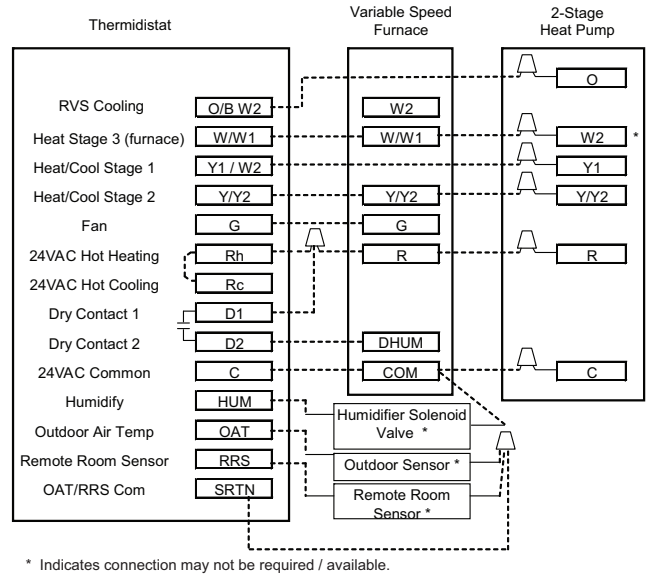 Thermidistat
Variable Speed
Furnace
2-Stage
Heat Pump
O
RVS Cooling
O/B W2
W2
Heat Stage 3 (furnace)
W/W1
W/W1
W2
*
Heat/Cool Stage 1
Y1 / W2
Y1
Heat/Cool Stage 2
Y/Y2
Y/Y2
Y/Y2
Fan
G
G
24VAC Hot Heating
Rh
R
R
24VAC Hot Cooling
Rc
Dry Contact 1
D1
Dry Contact 2
D2
DHUM
24VAC Common
C
COM
C
Humidify
HUM
Humidifier Solenoid
Valve *
Outdoor Air Temp
OAT
Outdoor Sensor *
Remote Room Sensor
RRS
Remote Room
Sensor *
OAT/RRS Com
SRTN
* Indicates connection may not be required / available.